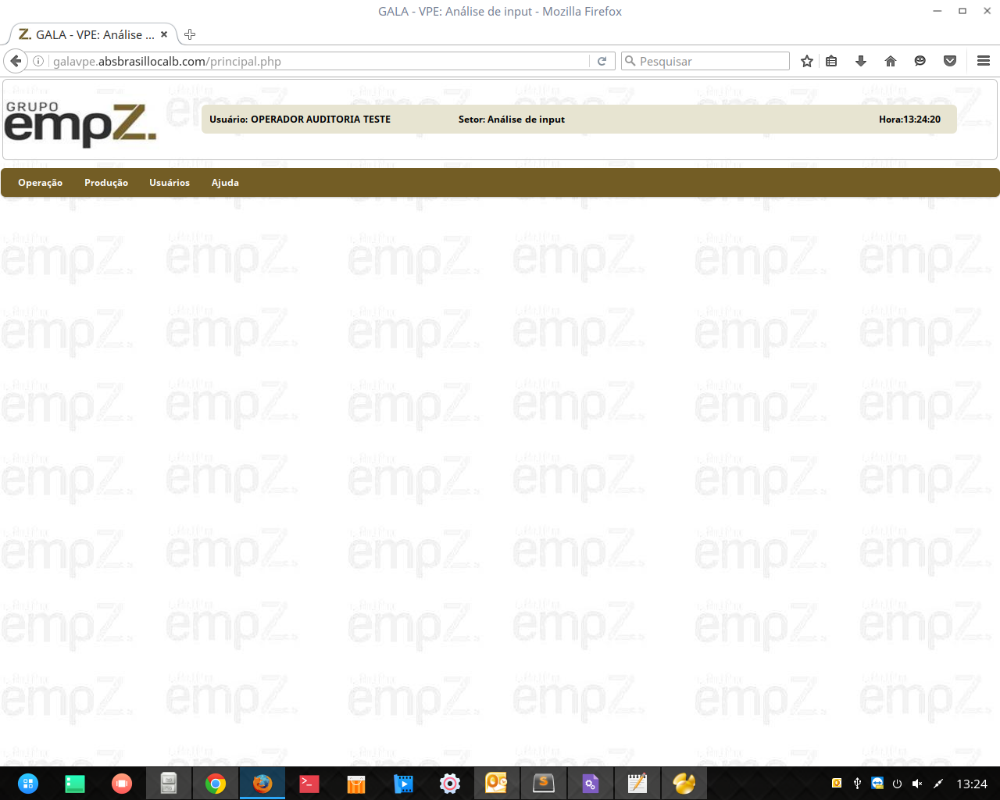 GALA - VPE: Análise de input - Mozilla Firefox
Z. GALA - VPE: Análise ...
galavpe.absbrasillocalb.com/principal.php
Pesquisar
GRUPO
empZ.
Usuário: OPERADOR AUDITORIA TESTE
Setor: Análise de input
Hora:13:24:20
Operação
Produção
Usuários
Ajuda
13:24